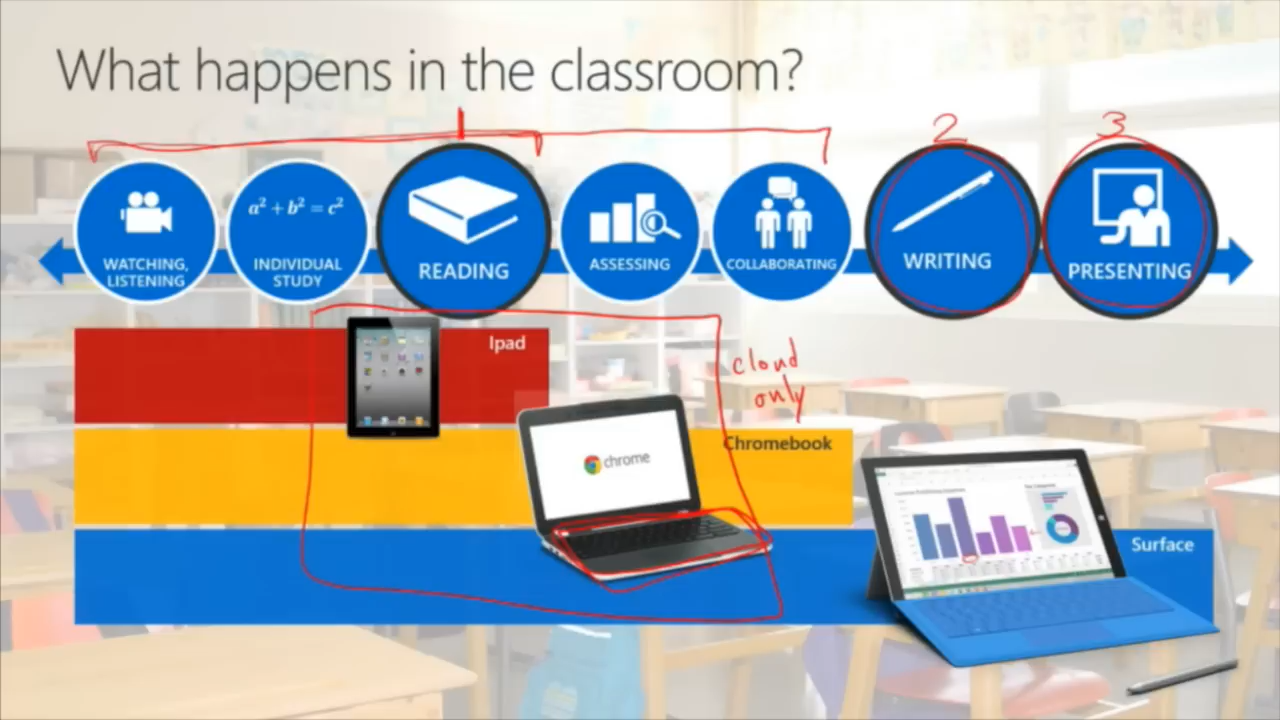 What happens in the classroom?
1
2
3
WATCHING,
LISTENING
a² + b² = c²
INDIVIDUAL
STUDY
READING
ASSESSING
COLLABORATING
WRITING
PRESENTING
Ipad
cloud
only
Chromebook
chrome
Surface